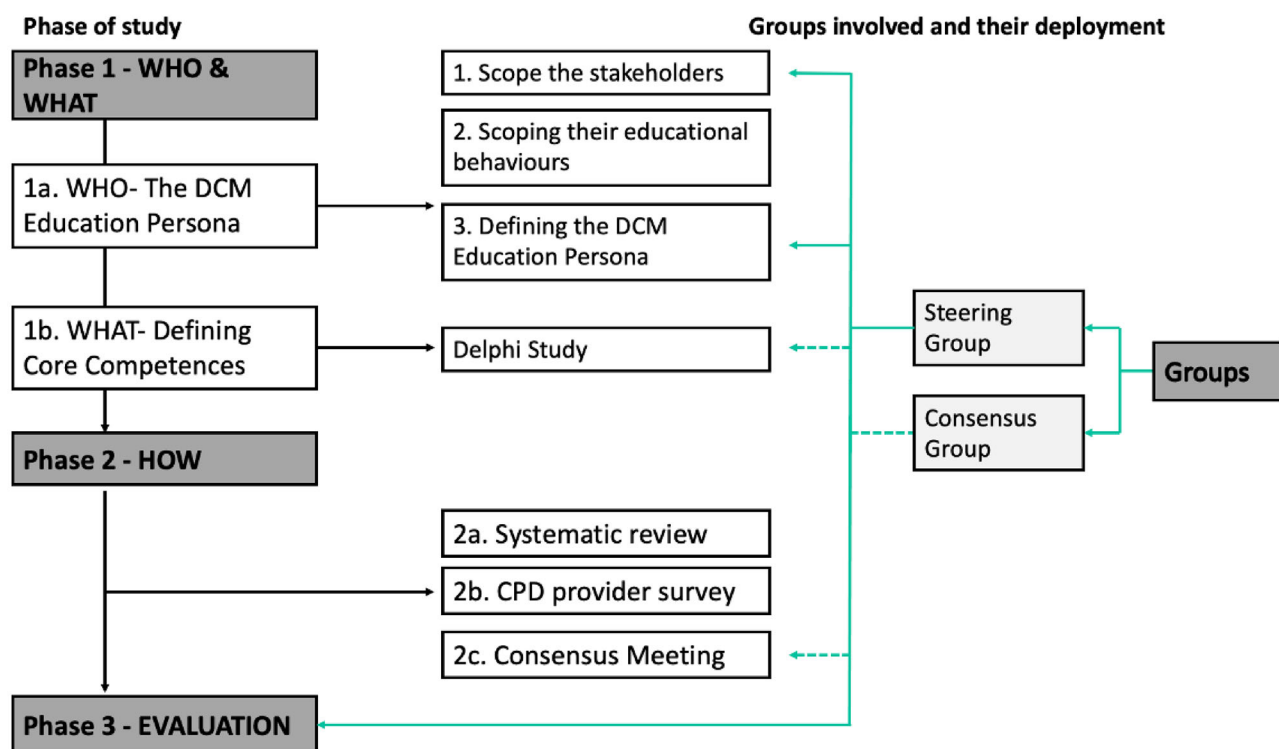 Phase of study
Groups involved and their deployment
Phase 1 - WHO &
WHAT
1. Scope the stakeholders
2. Scoping their educational
behaviours
1a. WHO- The DCM
Education Persona
3. Defining the DCM
Education Persona
1b. WHAT- Defining
Core Competences
Delphi Study
Steering
Group
Groups
Consensus
Group
Phase 2 - HOW
2a. Systematic review
2b. CPD provider survey
2c. Consensus Meeting
Phase 3 - EVALUATION